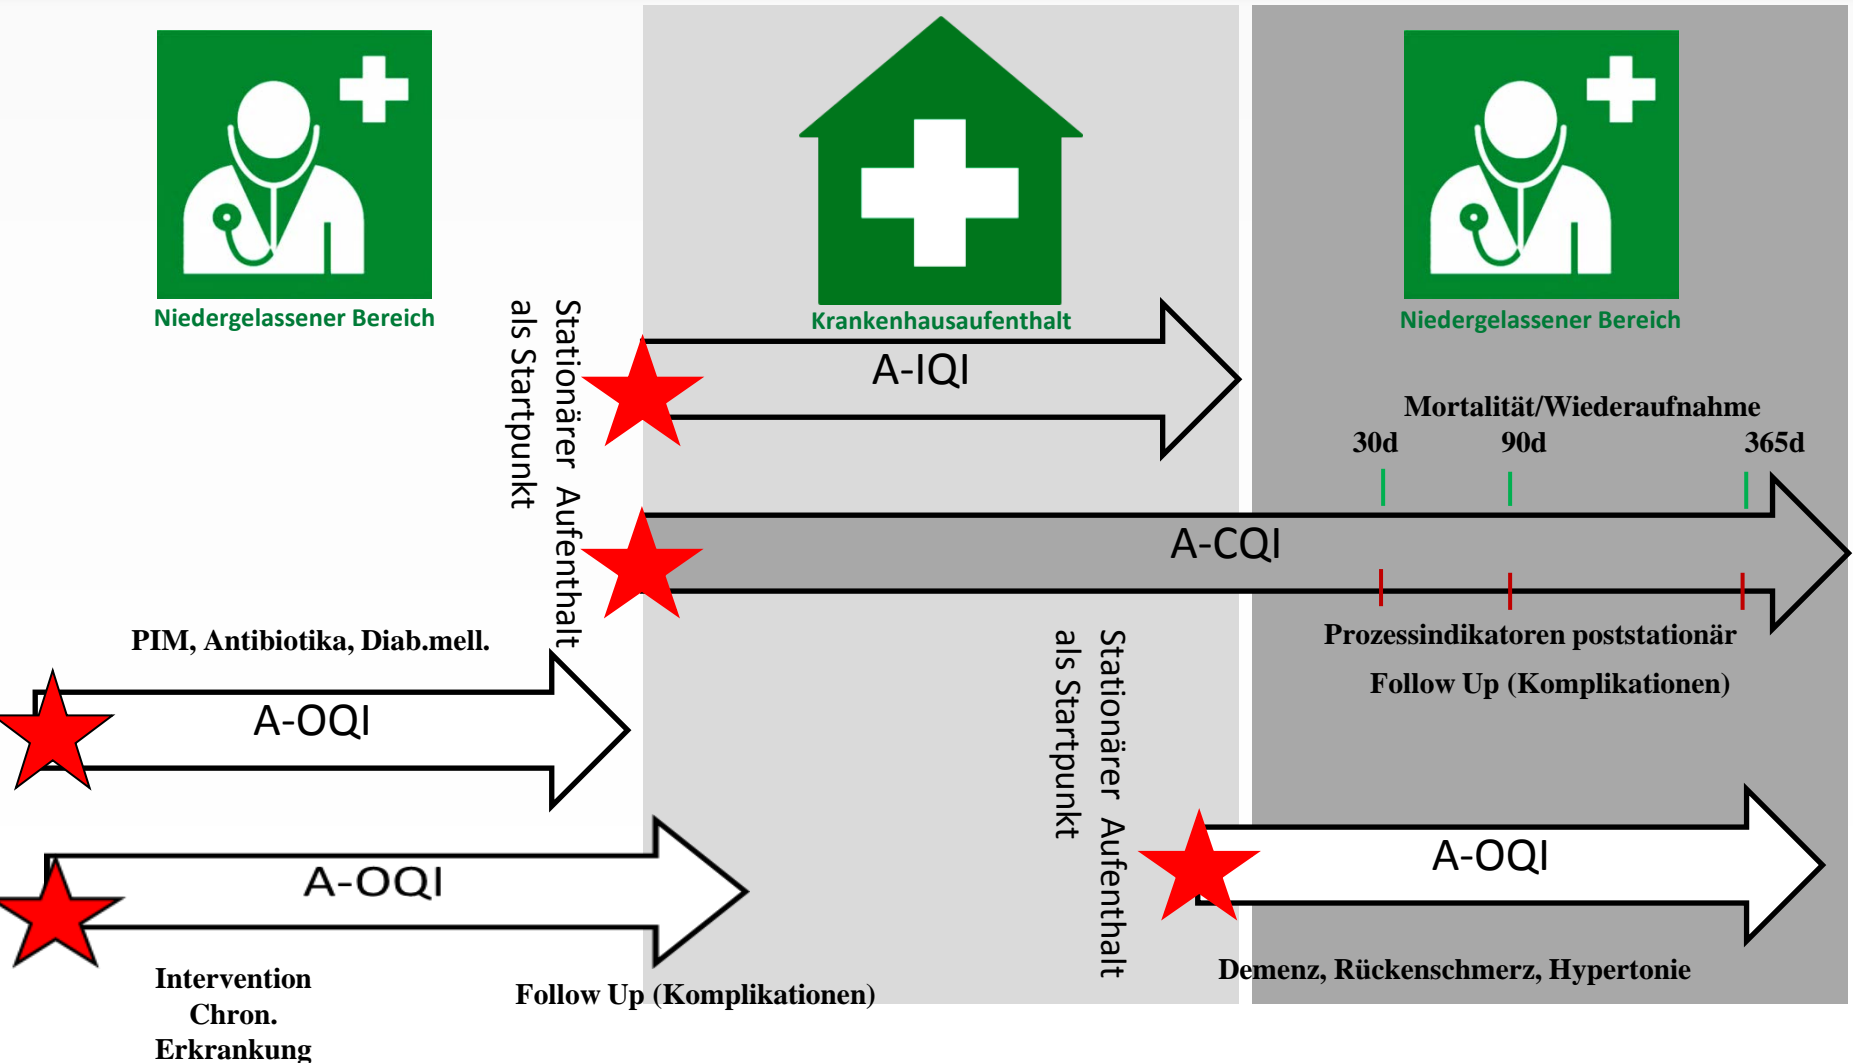 Niedergelassener Bereich
Krankenhausaufenthalt
Niedergelassener Bereich
Stationärer Aufenthalt
als Startpunkt
A-IQI
Mortalität/Wiederaufnahme
30d
90d
365d
A-CQI
Prozessindikatoren poststationär
Follow Up (Komplikationen)
PIM, Antibiotika, Diab.mell.
A-OQI
Stationärer Aufenthalt
als Startpunkt
A-OQI
A-OQI
Intervention
Chron.
Erkrankung
Follow Up (Komplikationen)
Demenz, Rückenschmerz, Hypertonie